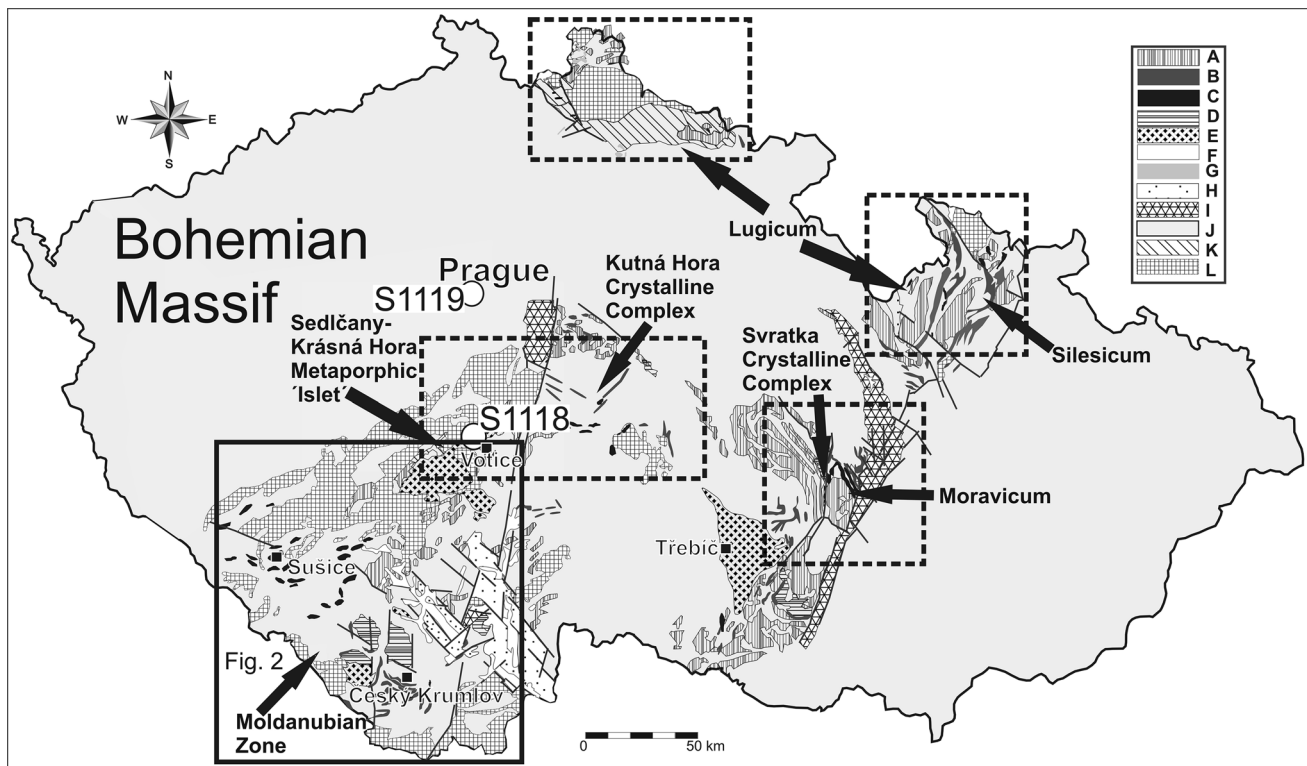 N
W
E
S
Bohemian
Massif
Prague
S1119
Sedlčany-
Krásná Hora
Metaporphic
´Islet´
Kutná Hora
Crystalline
Complex
Lugicum
Svratka
Crystalline
Complex
Silesicum
Moravicum
S1118
Votice
Třebíč
Sušice
Fig. 2
Český Krumlov
Moldanubian
Zone
0
50 km
A
B
C
D
E
F
G
H
I
J
K
L